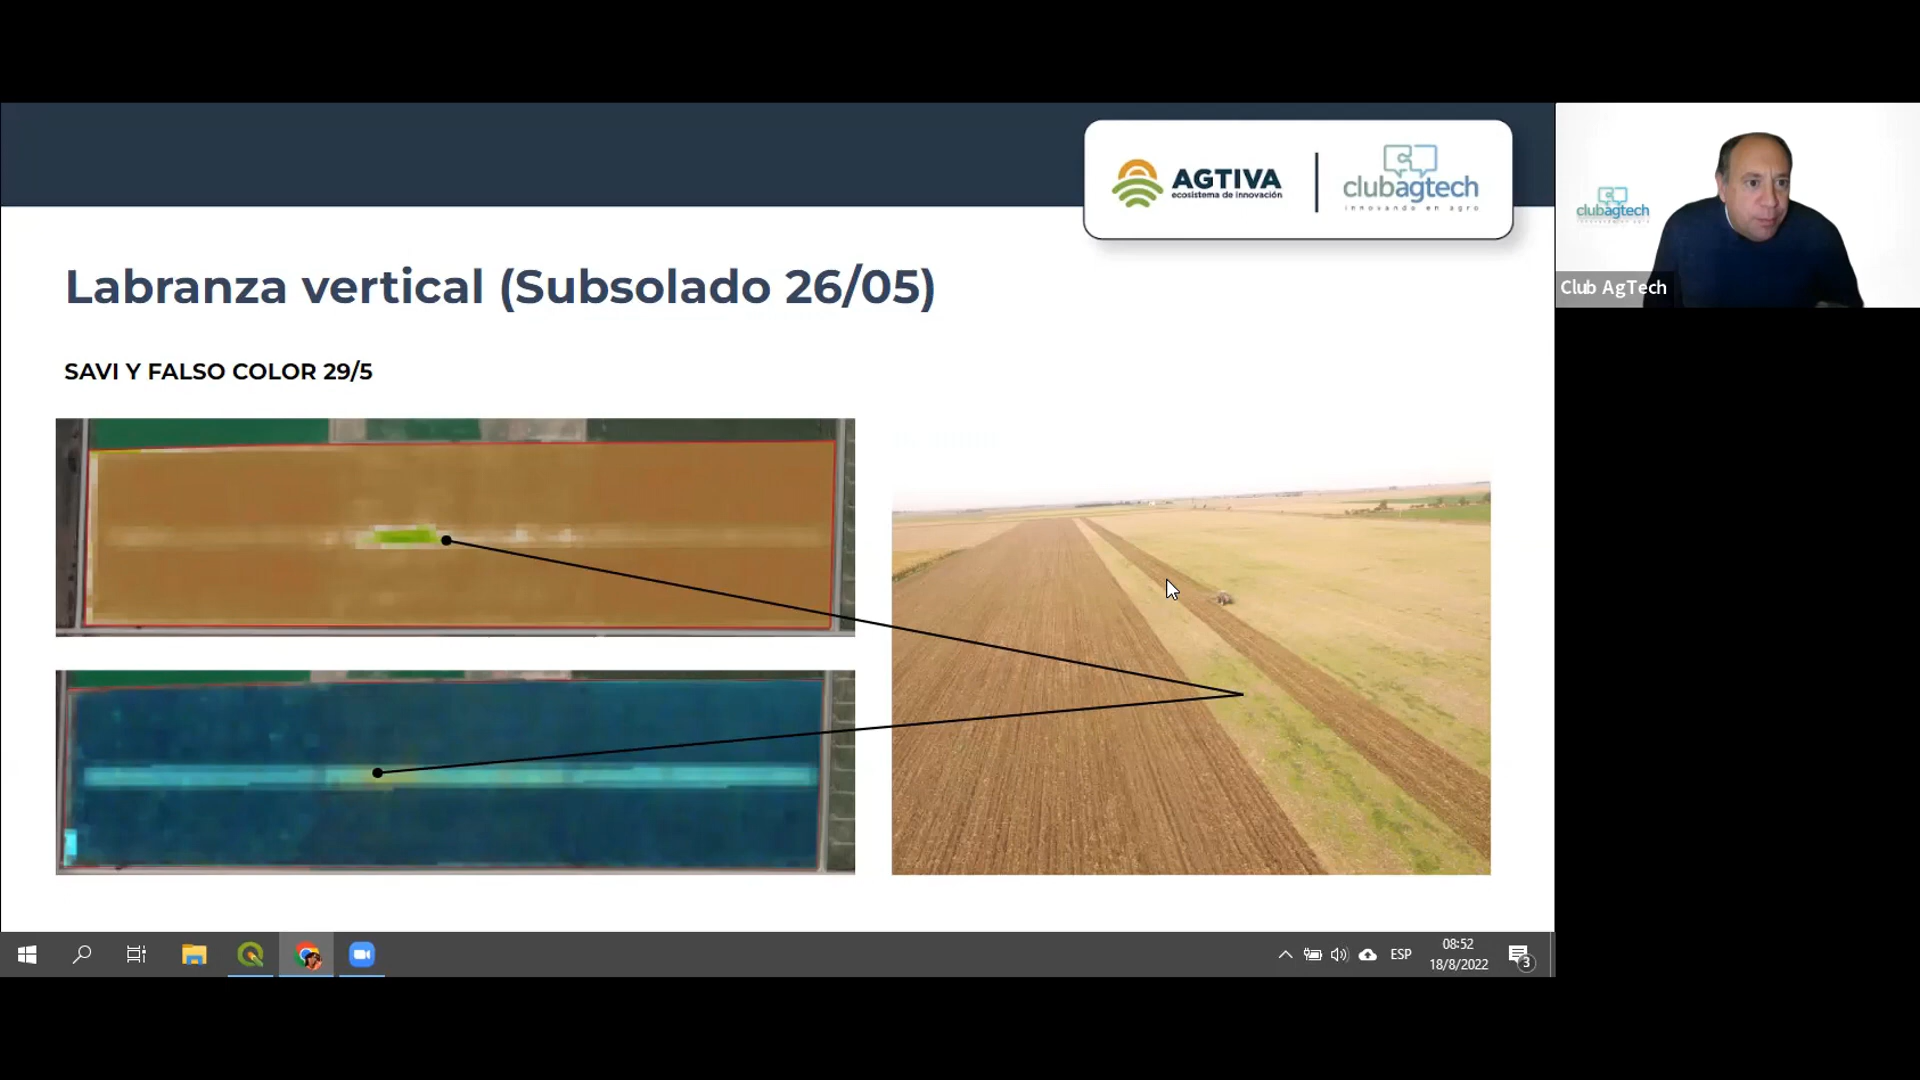 AGTIVA
ecosistema de innovación
clubagtech
innovando en agro
clubagtech
Club AgTech
Labranza vertical (Subsolado 26/05)
SAVI Y FALSO COLOR 29/5
ESP
08:52
18/8/2022
3